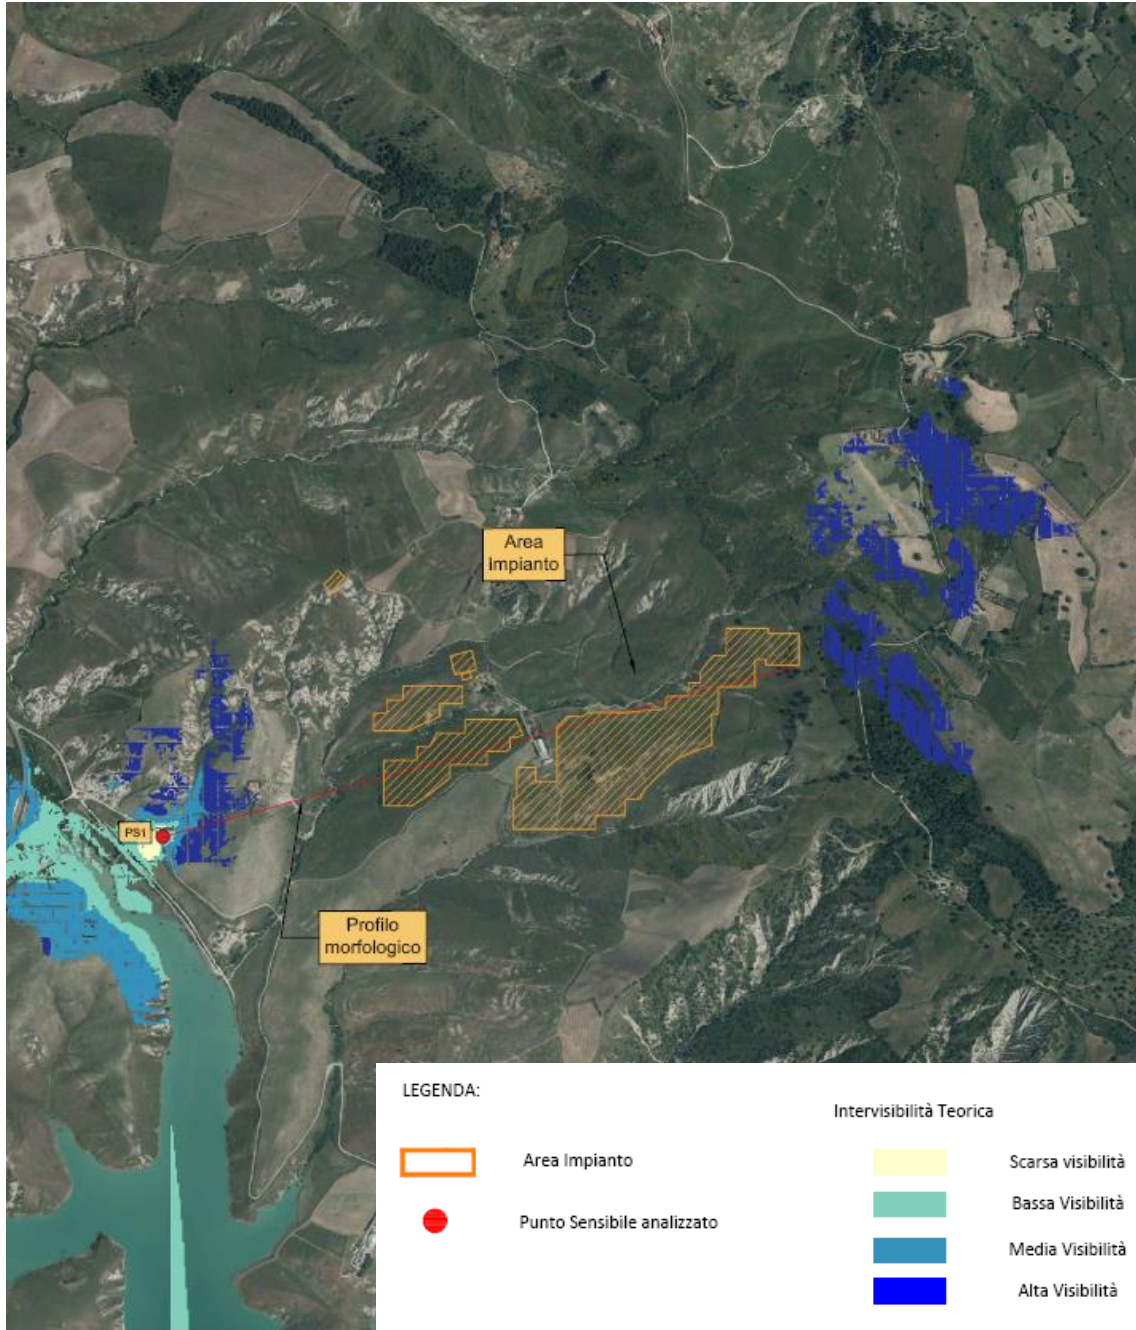 Area
impianto
PS1
Profilo
morfologico
LEGENDA:
Area Impianto
Punto Sensibile analizzato
Intervisibilità Teorica
Scarsa visibilità
Bassa Visibilità
Media Visibilità
Alta Visibilità